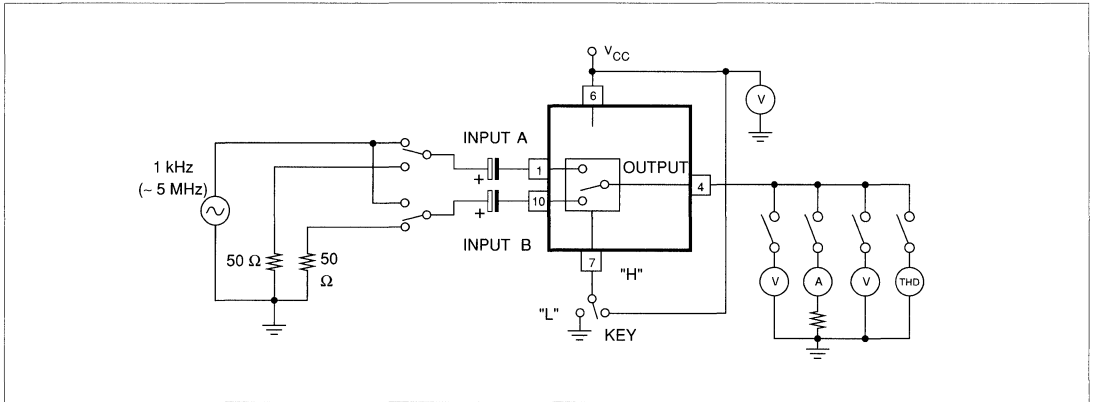 V_CC
6
V
INPUT A
1 kHz
(~ 5 MHz)
+
1
OUTPUT
4
+
10
INPUT B
50 Ω
50
Ω
7
"H"
"L"
KEY
V
A
V
THD